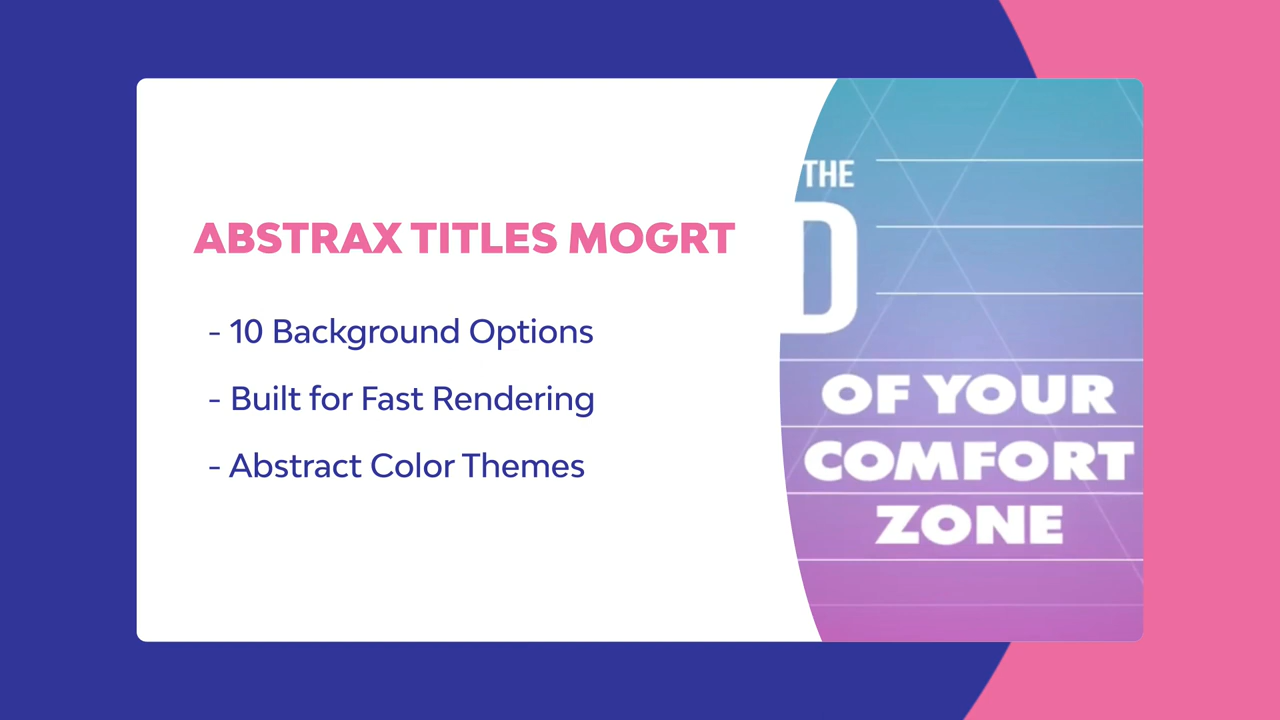 ABSTRAX TITLES MOGRT
- 10 Background Options
- Built for Fast Rendering
- Abstract Color Themes
THE
D
OF YOUR
COMFORT
ZONE